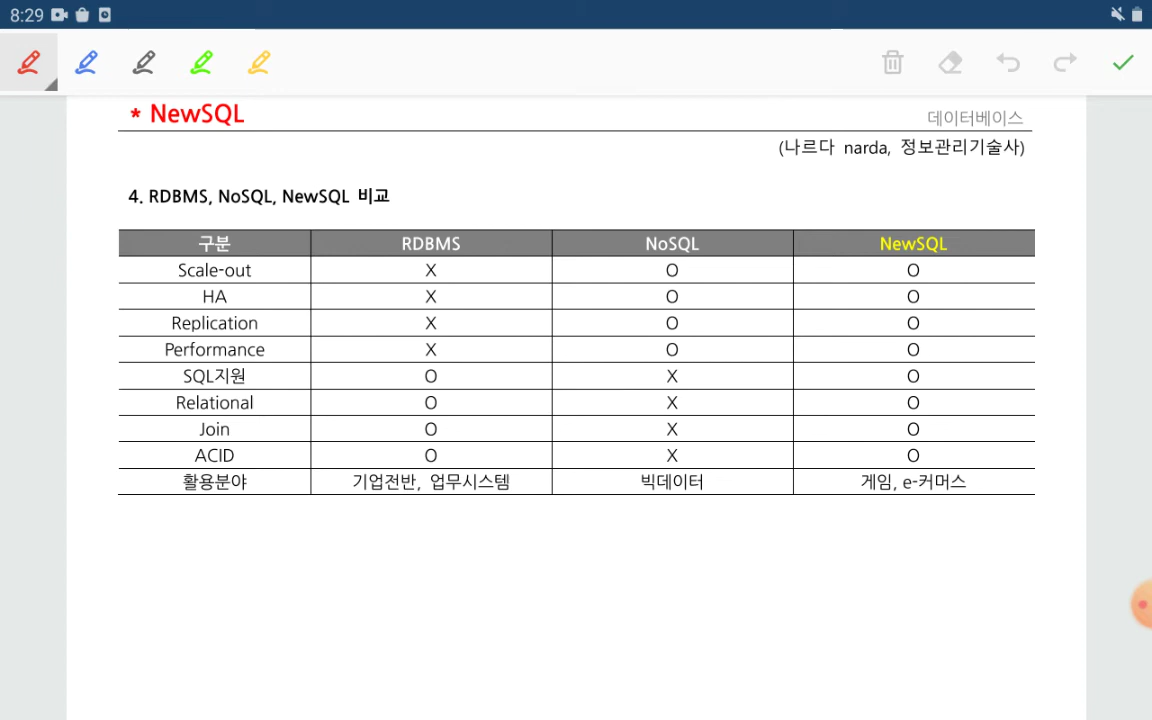 8:29
* NewSQL
데이터베이스
(나르다 narda, 정보관리기술사)
4. RDBMS, NoSQL, NewSQL 비교
구분 RDBMS NoSQL NewSQL
Scale-out X O O
HA X O O
Replication X O O
Performance X O O
SQL지원 O X O
Relational O X O
Join O X O
ACID O X O
활용분야 기업전반, 업무시스템 빅데이터 게임, e-커머스